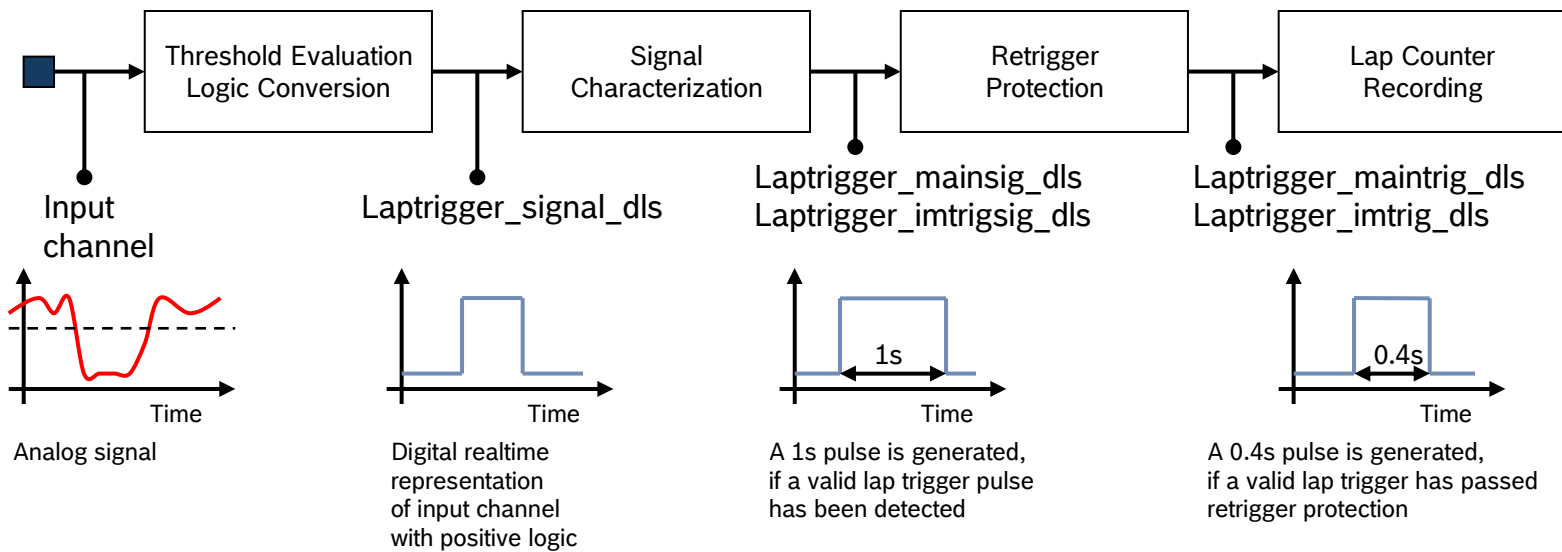 Threshold Evaluation
Logic Conversion
Signal
Characterization
Retrigger
Protection
Lap Counter
Recording
Input
channel
Laptrigger_signal_dls
Laptrigger_mainsig_dls
Laptrigger_imtrigsig_dls
Laptrigger_maintrig_dls
Laptrigger_imtrig_dls
Time
Analog signal
Time
Digital realtime
representation
of input channel
with positive logic
1s
Time
A 1s pulse is generated,
if a valid lap trigger pulse
has been detected
0.4s
Time
A 0.4s pulse is generated,
if a valid lap trigger has passed
retrigger protection